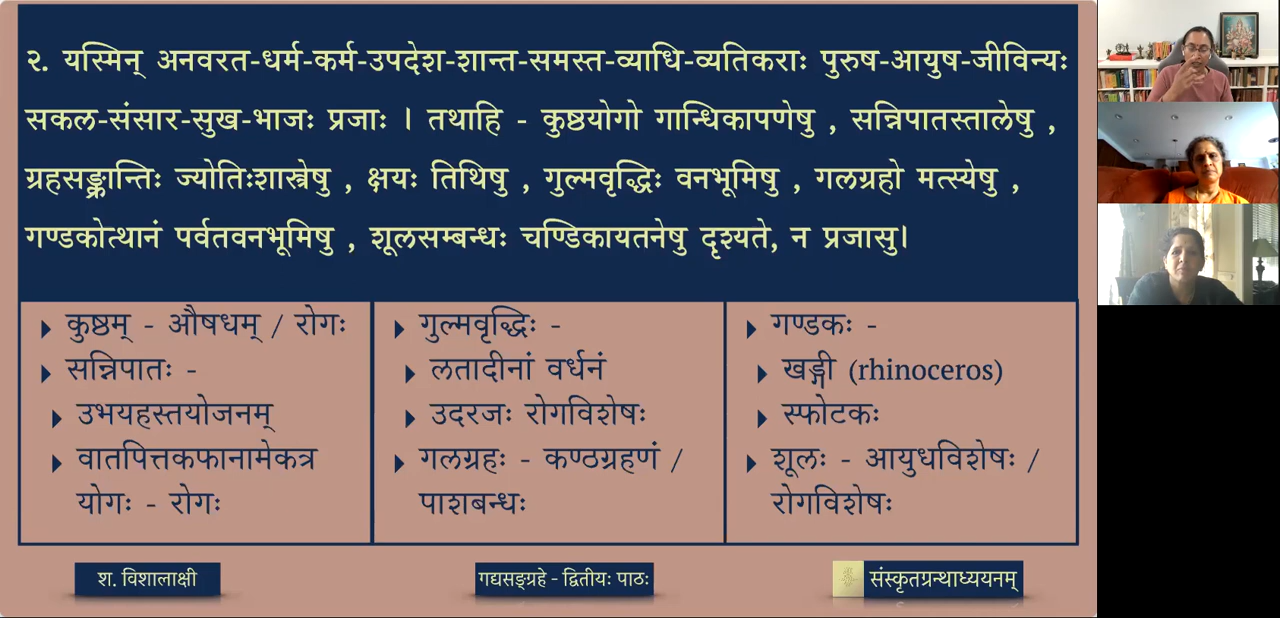 २. यस्मिन् अनवरत-धर्म-कर्म-उपदेश-शान्त-समस्त-व्याधि-व्यतिकराः पुरुष-आयुष-जीविन्यः
सकल-संसार-सुख-भाजः प्रजाः । तथाहि - कुष्ठयोगो गान्धिकापणेषु , सन्निपातस्तालेषु ,
ग्रहसङ्क्रान्तिः ज्योतिःशास्त्रेषु , क्षयः तिथिषु , गुल्मवृद्धिः वनभूमिषु , गलग्रहो मत्स्येषु ,
गण्डकोत्थानं पर्वतवनभूमिषु , शूलसम्बन्धः चण्डिकायतनेषु दृश्यते, न प्रजासु।
कुष्ठम् - औषधम् / रोगः
सन्निपातः -
उभयहस्तयोजनम्
वातपित्तकफानामेकत्र
योगः - रोगः
गुल्मवृद्धिः -
लतादीनां वर्धनं
उदरजः रोगविशेषः
गलग्रहः - कण्ठग्रहणं /
पाशबन्धः
गण्डकः -
खड्गी (rhinoceros)
स्फोटकः
शूलः - आयुधविशेषः /
रोगविशेषः
श. विशालाक्षी
गद्यसङ्ग्रहे - द्वितीयः पाठः
संस्कृतग्रन्थाध्ययनम्